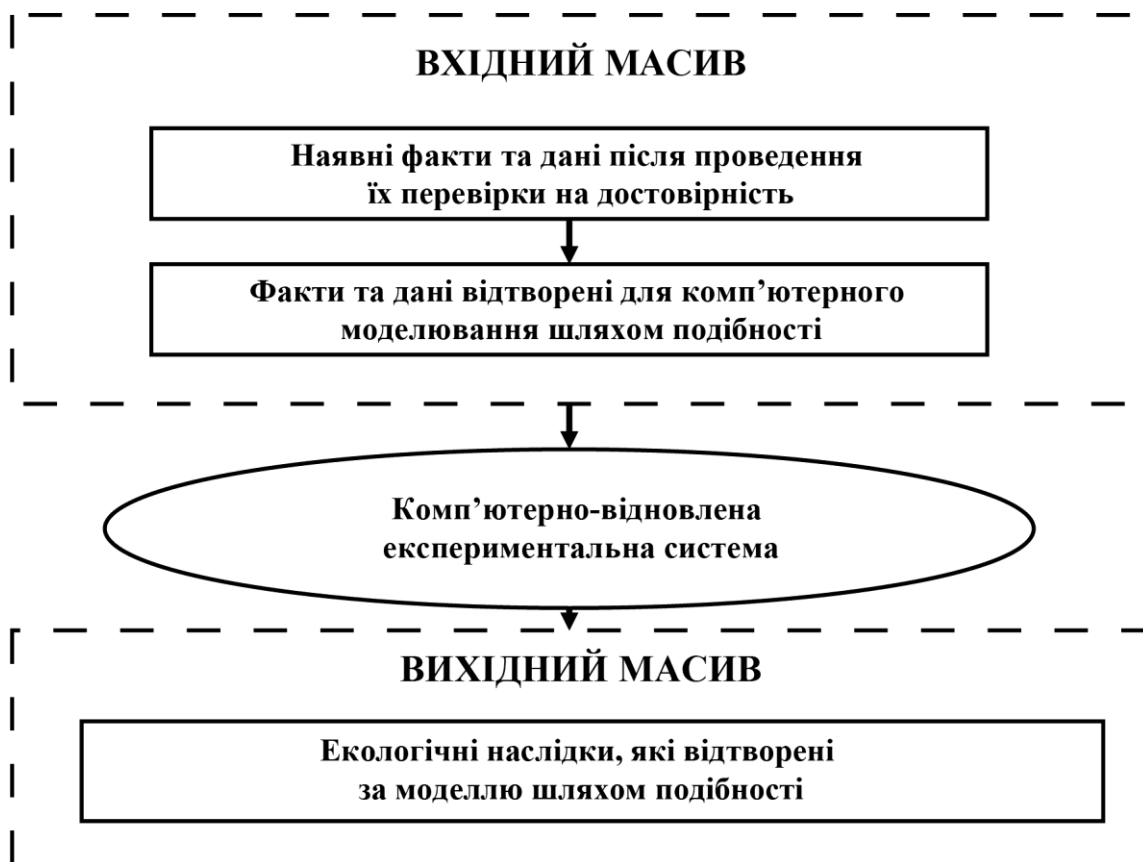 ВХІДНИЙ МАСИВ
Наявні факти та дані після проведення
їх перевірки на достовірність
Факти та дані відтворені для комп’ютерного
моделювання шляхом подібності
Комп’ютерно-відновлена
експериментальна система
ВИХІДНИЙ МАСИВ
Екологічні наслідки, які відтворені
за моделлю шляхом подібності